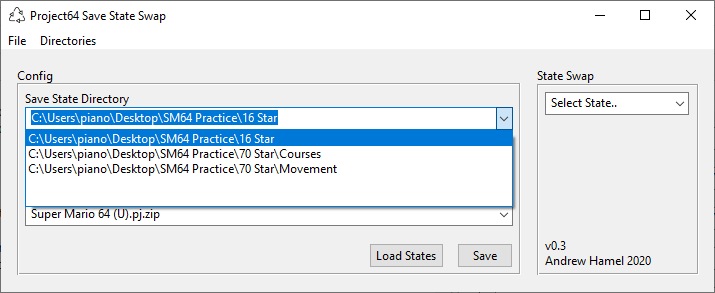 Project64 Save State Swap
File Directories
Config
Save State Directory
C:\Users\piano\Desktop\SM64 Practice\16 Star
C:\Users\piano\Desktop\SM64 Practice\16 Star
C:\Users\piano\Desktop\SM64 Practice\70 Star\Courses
C:\Users\piano\Desktop\SM64 Practice\70 Star\Movement
Super Mario 64 (U).pj.zip
Load States Save
State Swap
Select State..
v0.3
Andrew Hamel 2020